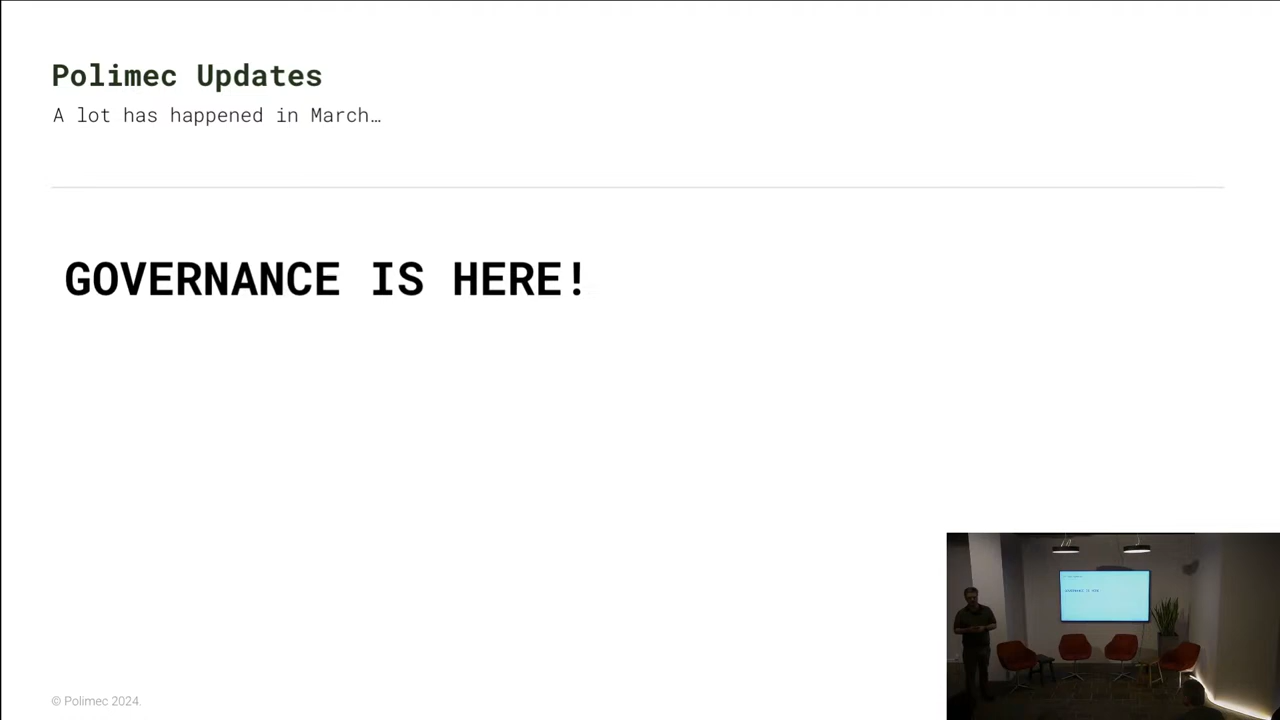 Polimec Updates
A lot has happened in March…
GOVERNANCE IS HERE!
© Polimec 2024.